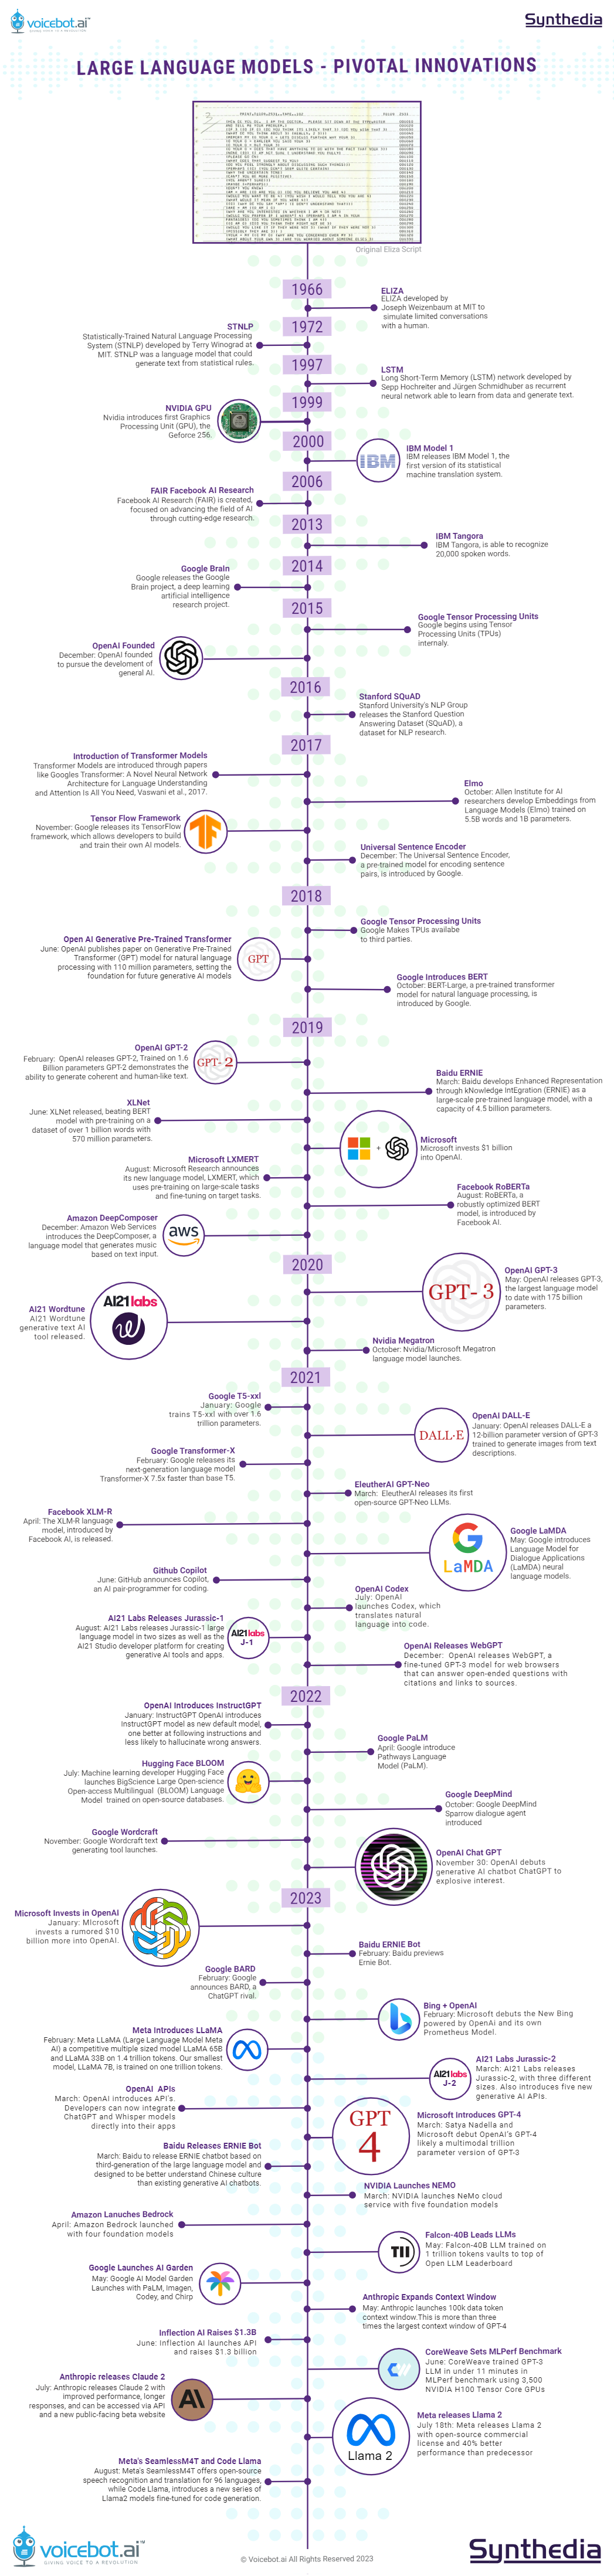 voicebot.ai
GIVING VOICE TO A REVOLUTION
Synthedia
LARGE LANGUAGE MODELS - PIVOTAL INNOVATIONS
Original Eliza Script
1966
ELIZA
ELIZA developed by
Joseph Weizenbaum at MIT to
simulate limited conversations
with a human.
STNLP
Statistically-Trained Natural Language Processing
System (STNLP) developed by Terry Winograd at
MIT. STNLP was a language model that could
generate text from statistical rules.
1972
1997
LSTM
Long Short-Term Memory (LSTM) network developed by
Sepp Hochreiter and Jürgen Schmidhuber as recurrent
neural network able to learn from data and generate text.
1999
NVIDIA GPU
Nvidia introduces first Graphics
Processing Unit (GPU), the
Geforce 256.
2000
IBM
IBM Model 1
IBM releases IBM Model 1, the
first version of its statistical
machine translation system.
2006
FAIR Facebook AI Research
Facebook AI Research (FAIR) is created,
focused on advancing the field of AI
through cutting-edge research.
2013
IBM Tangora
IBM Tangora, is able to recognize
20,000 spoken words.
2014
Google Brain
Google releases the Google
Brain project, a deep learning
artificial intelligence
research project.
2015
Google Tensor Processing Units
Google begins using Tensor
Processing Units (TPUs)
internaly.
OpenAI Founded
December: OpenAI founded
to pursue the develoment of
general AI.
2016
Stanford SQuAD
Stanford University's NLP Group
releases the Stanford Question
Answering Dataset (SQuAD), a
dataset for NLP research.
2017
Introduction of Transformer Models
Transformer Models are introduced through papers
like Googles Transformer: A Novel Neural Network
Architecture for Language Understanding
and Attention Is All You Need, Vaswani et al., 2017.
Elmo
October: Allen Institute for AI
researchers develop Embeddings from
Language Models (Elmo) trained on
5.5B words and 1B parameters.
Tensor Flow Framework
November: Google releases its TensorFlow
framework, which allows developers to build
and train their own AI models.
Universal Sentence Encoder
December: The Universal Sentence Encoder,
a pre-trained model for encoding sentence
pairs, is introduced by Google.
2018
Google Tensor Processing Units
Google Makes TPUs availabe
to third parties.
Open AI Generative Pre-Trained Transformer
June: OpenAI publishes paper on Generative Pre-Trained
Transformer (GPT) model for natural language
processing with 110 million parameters, setting the
foundation for future generative AI models
GPT
Google Introduces BERT
October: BERT-Large, a pre-trained transformer
model for natural language processing, is
introduced by Google.
2019
OpenAI GPT-2
February: OpenAI releases GPT-2, Trained on 1.6
Billion parameters GPT-2 demonstrates the
ability to generate coherent and human-like text.
GPT- 2
Baidu ERNIE
March: Baidu develops Enhanced Representation
through kNowledge IntEgration (ERNIE) as a
large-scale pre-trained language model, with a
capacity of 4.5 billion parameters.
XLNet
June: XLNet released, beating BERT
model with pre-training on a
dataset of over 1 billion words with
570 million parameters.
+
Microsoft
Microsoft invests $1 billion
into OpenAI.
Microsoft LXMERT
August: Microsoft Research announces
its new language model, LXMERT, which
uses pre-training on large-scale tasks
and fine-tuning on target tasks.
Facebook RoBERTa
August: RoBERTa, a
robustly optimized BERT
model, is introduced by
Facebook AI.
Amazon DeepComposer
December: Amazon Web Services
introduces the DeepComposer, a
language model that generates music
based on text input.
aws
2020
GPT- 3
OpenAI GPT-3
May: OpenAI releases GPT-3,
the largest language model
to date with 175 billion
parameters.
AI21 Wordtune
AI21 Wordtune
generative text AI
tool released.
AI21labs
Nvidia Megatron
October: Nvidia/Microsoft Megatron
language model launches.
2021
Google T5-xxl
January: Google
trains T5-xxl with over 1.6
trillion parameters.
DALL·E
OpenAI DALL-E
January: OpenAI releases DALL-E a
12-billion parameter version of GPT-3
trained to generate images from text
descriptions.
Google Transformer-X
February: Google releases its
next-generation language model
Transformer-X 7.5x faster than base T5.
EleutherAI GPT-Neo
March: EleutherAI releases its first
open-source GPT-Neo LLMs.
Facebook XLM-R
April: The XLM-R language
model, introduced by
Facebook AI, is released.
LaMDA
Google LaMDA
May: Google introduces
Language Model for
Dialogue Applications
(LaMDA) neural
language models.
Github Copilot
June: GitHub announces Copilot,
an AI pair-programmer for coding.
OpenAI Codex
July: OpenAI
launches Codex, which
translates natural
language into code.
AI21 Labs Releases Jurassic-1
August: AI21 Labs releases Jurassic-1 large
language model in two sizes as well as the
AI21 Studio developer platform for creating
generative AI tools and apps.
AI21labs
J-1
OpenAI Releases WebGPT
December: OpenAI releases WebGPT, a
fine-tuned GPT-3 model for web browsers
that can answer open-ended questions with
citations and links to sources.
2022
OpenAI Introduces InstructGPT
January: InstructGPT OpenAI introduces
InstructGPT model as new default model,
one better at following instructions and
less likely to hallucinate wrong answers.
Google PaLM
April: Google introduce
Pathways Language
Model (PaLM).
Hugging Face BLOOM
July: Machine learning developer Hugging Face
launches BigScience Large Open-science
Open-access Multilingual (BLOOM) Language
Model trained on open-source databases.
Google DeepMind
October: Google DeepMind
Sparrow dialogue agent
introduced
Google Wordcraft
November: Google Wordcraft text
generating tool launches.
OpenAI Chat GPT
November 30: OpenAI debuts
generative AI chatbot ChatGPT to
explosive interest.
2023
Microsoft Invests in OpenAI
January: Microsoft
invests a rumored $10
billion more into OpenAI.
Baidu ERNIE Bot
February: Baidu previews
Ernie Bot.
Google BARD
February: Google
announces BARD, a
ChatGPT rival.
Bing + OpenAI
February: Microsoft debuts the New Bing
powered by OpenAi and its own
Prometheus Model.
Meta Introduces LLaMA
February: Meta LLaMA (Large Language Model Meta
AI) a competitive multiple sized model LLaMA 65B
and LLaMA 33B on 1.4 trillion tokens. Our smallest
model, LLaMA 7B, is trained on one trillion tokens.
AI21labs
J-2
AI21 Labs Jurassic-2
March: AI21 Labs releases
Jurassic-2, with three different
sizes. Also introduces five new
generative AI APIs.
OpenAI APIs
March: OpenAI introduces API's.
Developers can now integrate
ChatGPT and Whisper models
directly into their apps
GPT
4
Microsoft Introduces GPT-4
March: Satya Nadella and
Microsoft debut OpenAI's GPT-4
likely a multimodal trillion
parameter version of GPT-3
Baidu Releases ERNIE Bot
March: Baidu to release ERNIE chatbot based on
third-generation of the large language model and
designed to be better understand Chinese culture
than existing generative AI chatbots.
NVIDIA Launches NEMO
March: NVIDIA launches NeMo cloud
service with five foundation models
Amazon Lanuches Bedrock
April: Amazon Bedrock launched
with four foundation models
TII
Falcon-40B Leads LLMs
May: Falcon-40B LLM trained on
1 trillion tokens vaults to top of
Open LLM Leaderboard
Google Launches AI Garden
May: Google AI Model Garden
Launches with PaLM, Imagen,
Codey, and Chirp
Anthropic Expands Context Window
May: Anthropic launches 100k data token
context window.This is more than three
times the largest context window of GPT-4
Inflection AI Raises $1.3B
June: Inflection AI launches API
and raises $1.3 billion
CoreWeave Sets MLPerf Benchmark
June: CoreWeave trained GPT-3
LLM in under 11 minutes in
MLPerf benchmark using 3,500
NVIDIA H100 Tensor Core GPUs
Anthropic releases Claude 2
July: Anthropic releases Claude 2 with
improved performance, longer
responses, and can be accessed via API
and a new public-facing beta website
A\
Llama 2
Meta releases Llama 2
July 18th: Meta releases Llama 2
with open-source commercial
license and 40% better
performance than predecessor
Meta's SeamlessM4T and Code Llama
August: Meta's SeamlessM4T offers open-source
speech recognition and translation for 96 languages,
while Code Llama, introduces a new series of
Llama2 models fine-tuned for code generation.
voicebot.ai™
GIVING VOICE TO A REVOLUTION
© Voicebot.ai All Rights Reserved 2023
Synthedia